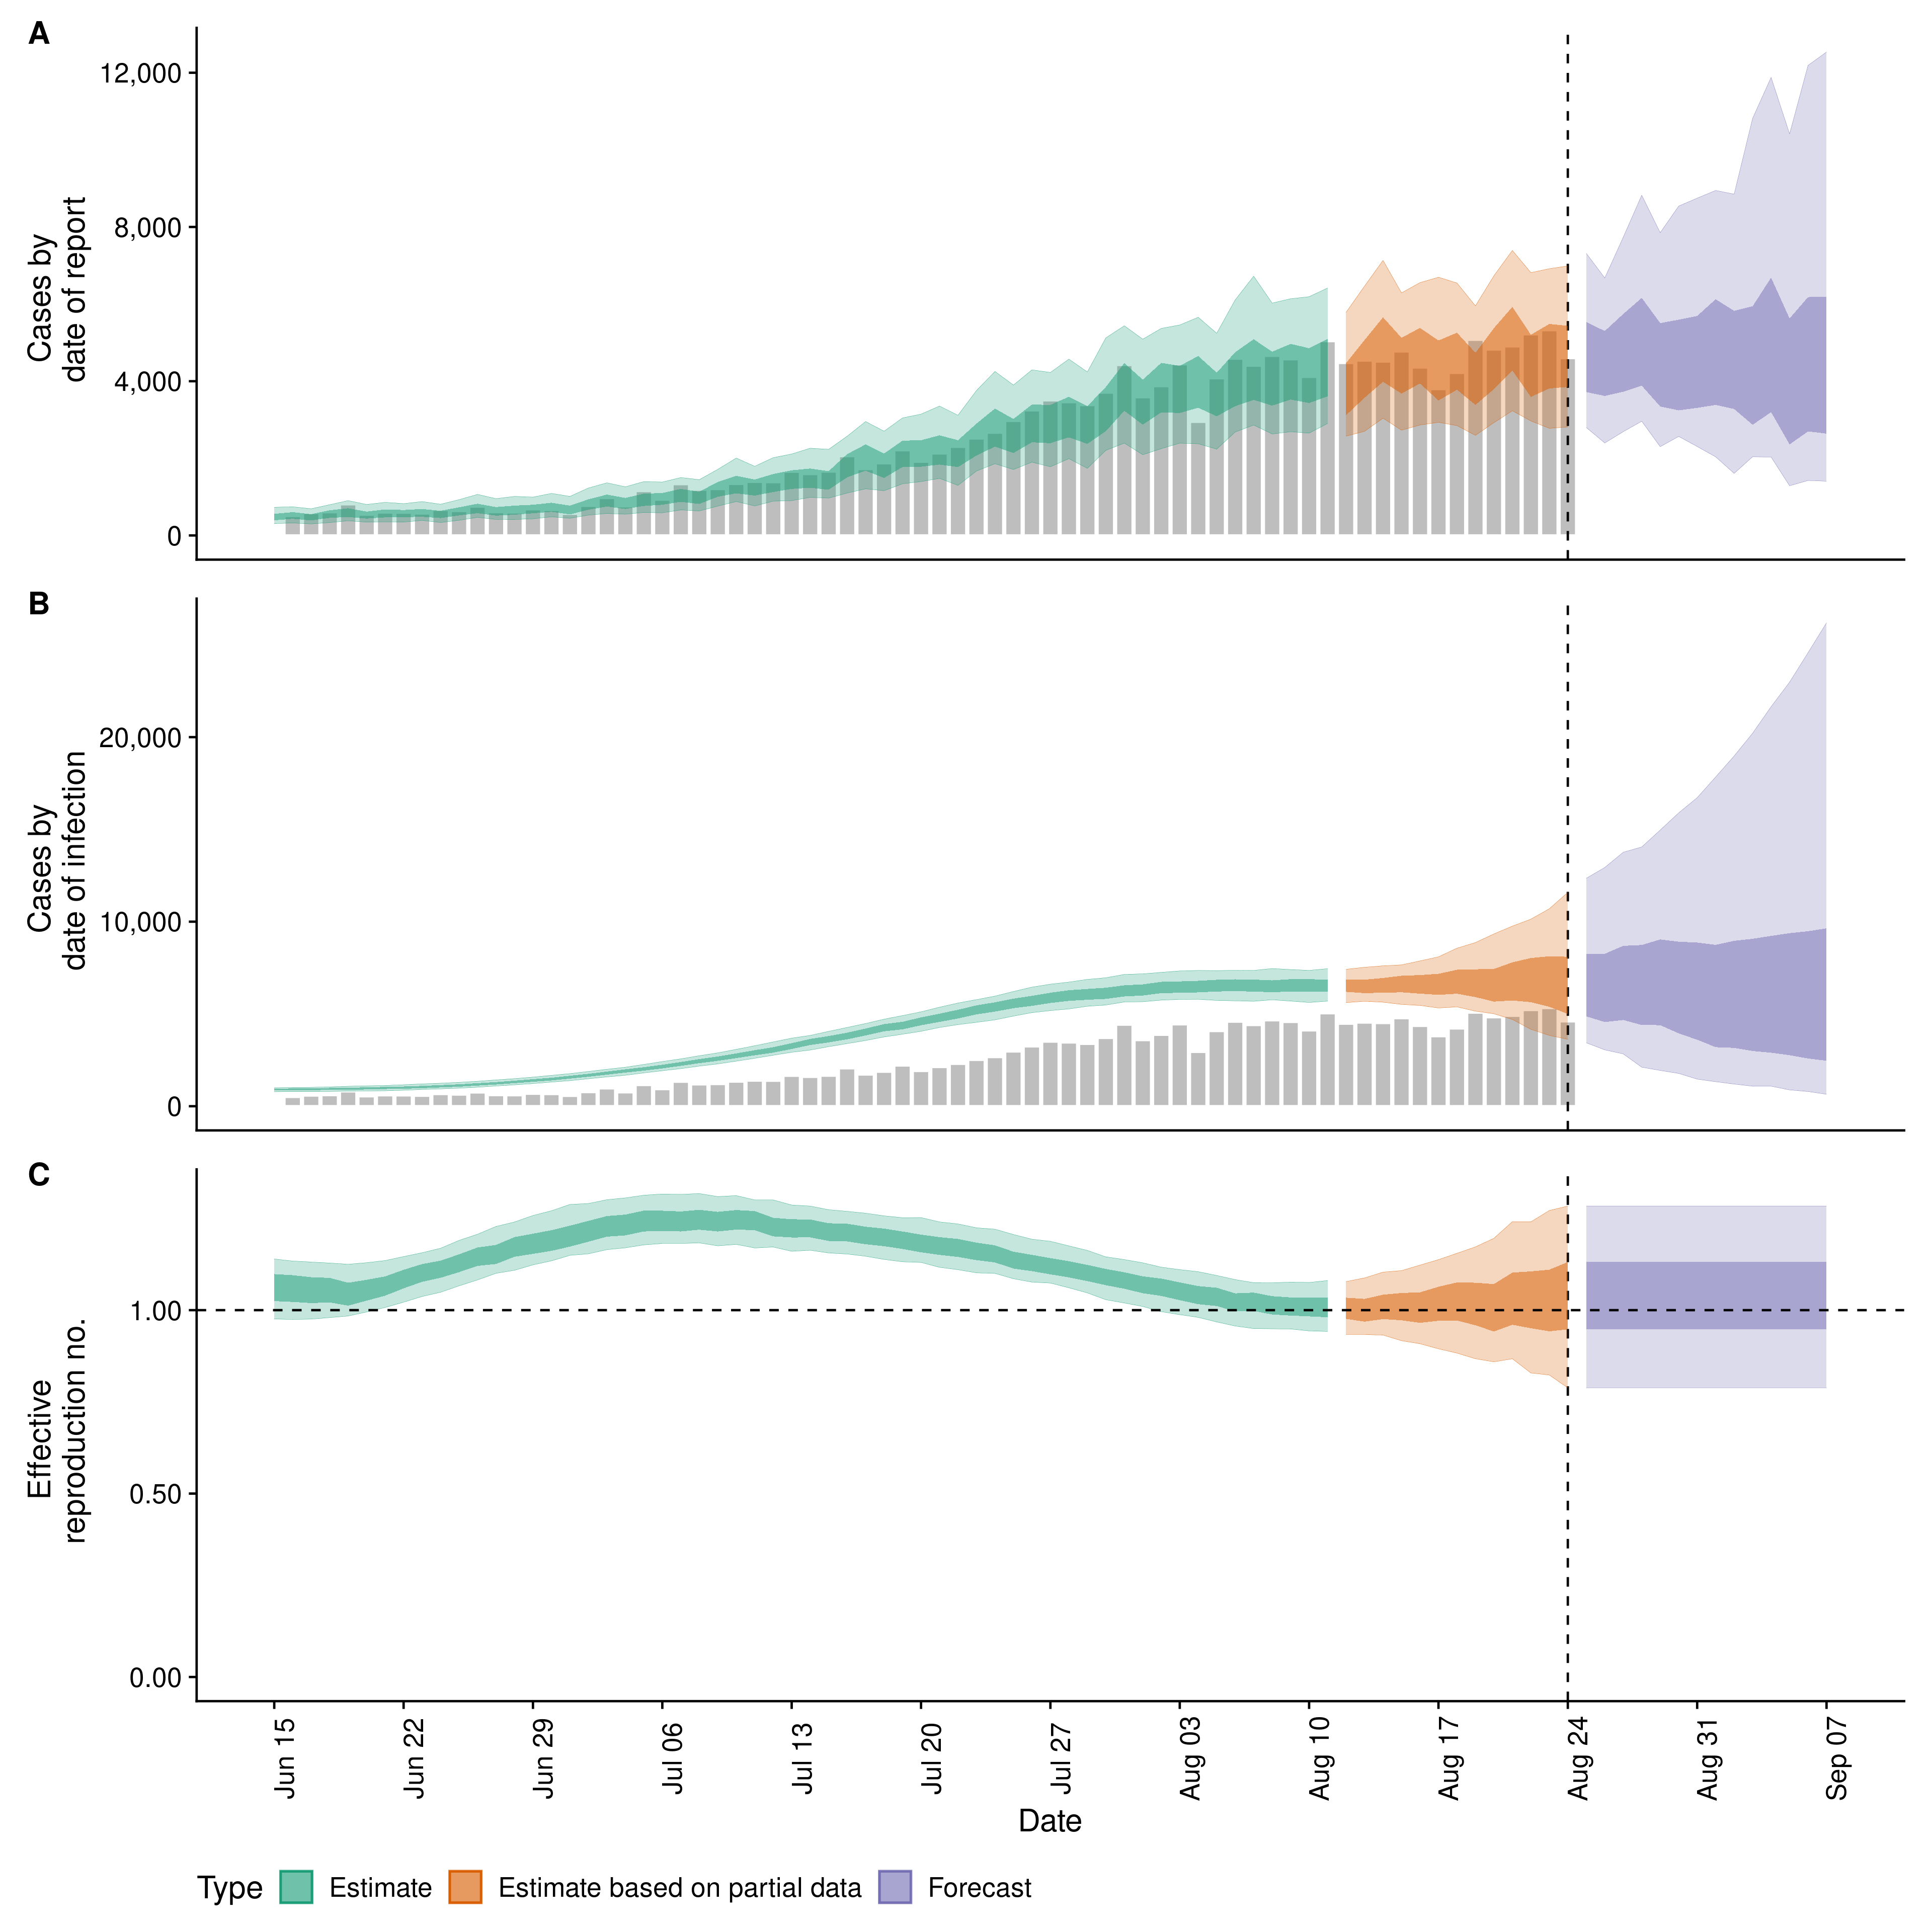 A
12,000
8,000
4,000
0
Cases by
date of report
B
20,000
10,000
0
Cases by
date of infection
C
1.00
0.50
0.00
Effective
reproduction no.
Jun 15
Jun 22
Jun 29
Jul 06
Jul 13
Jul 20
Jul 27
Aug 03
Aug 10
Aug 17
Aug 24
Aug 31
Sep 07
Date
Type Estimate Estimate based on partial data Forecast